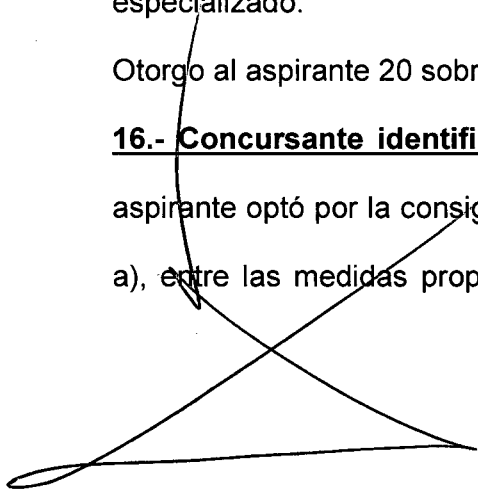 especializado.
Otorgo al aspirante 20 sobr
16.- Concursante identifi
aspirante optó por la consig
a), entre las medidas prop